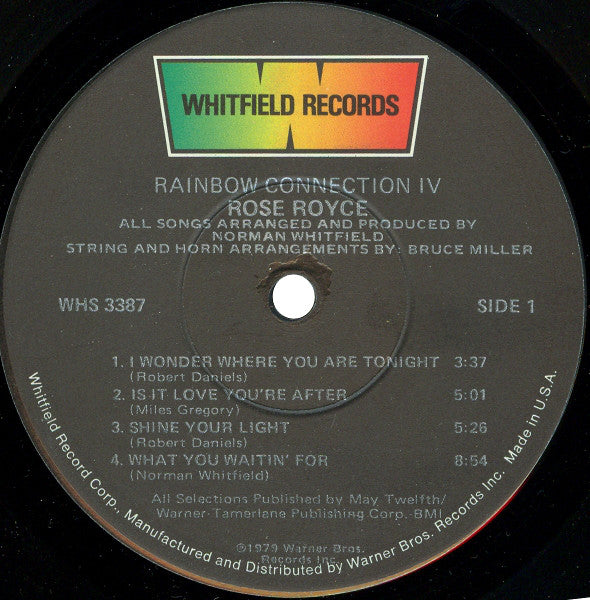 WHITFIELD RECORDS
RAINBOW CONNECTION IV
ROSE ROYCE
ALL SONGS ARRANGED AND PRODUCED BY
NORMAN WHITFIELD
STRING AND HORN ARRANGEMENTS BY: BRUCE MILLER
WHS 3387 SIDE 1
1. I WONDER WHERE YOU ARE TONIGHT 3:37
(Robert Daniels)
2. IS IT LOVE YOU'RE AFTER 5:01
(Miles Gregory)
3. SHINE YOUR LIGHT 5:26
(Robert Daniels)
4. WHAT YOU WAITIN' FOR 8:54
(Norman Whitfield)
All Selections Published by May Twelfth/
Warner-Tamerlane Publishing Corp.-BMI
©1979 Warner Bros.
Records Inc.
Whitfield Record Corp., Manufactured and Distributed by Warner Bros. Records Inc. Made in U.S.A.